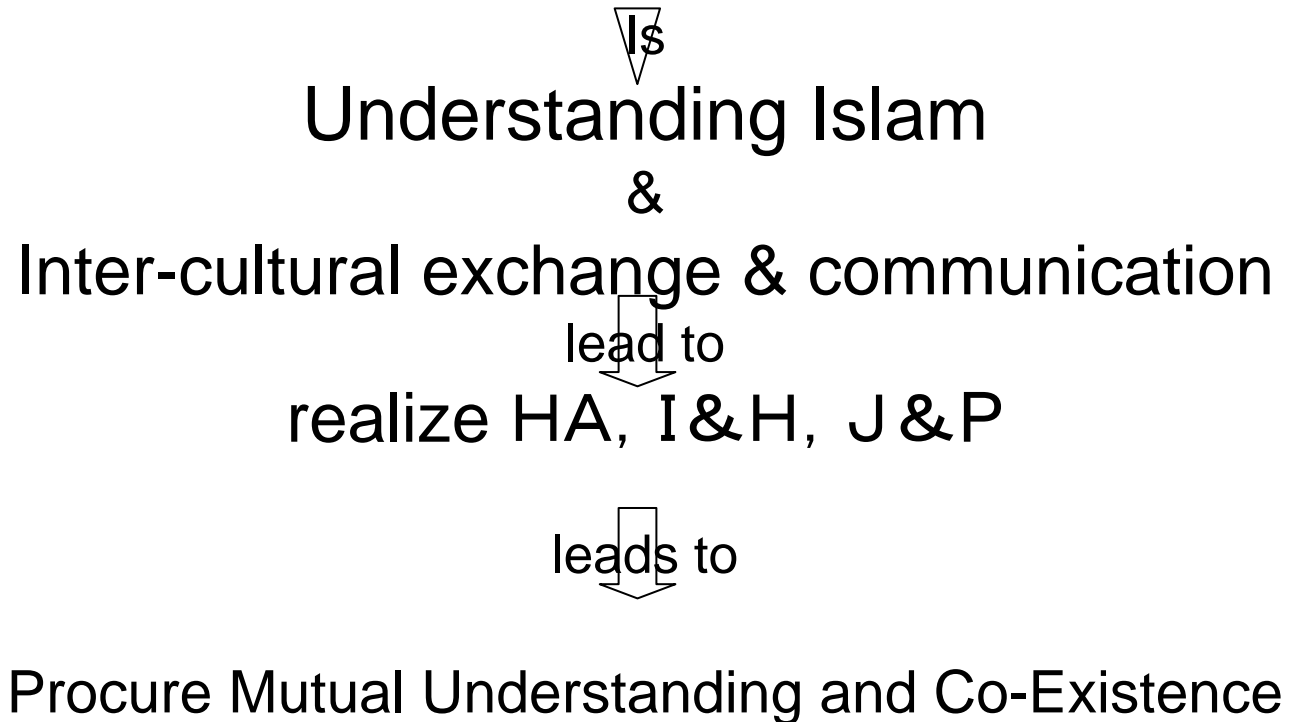 Is
Understanding Islam
&
Inter-cultural exchange & communication
lead to
realize HA, I&H, J&P
leads to
Procure Mutual Understanding and Co-Existence